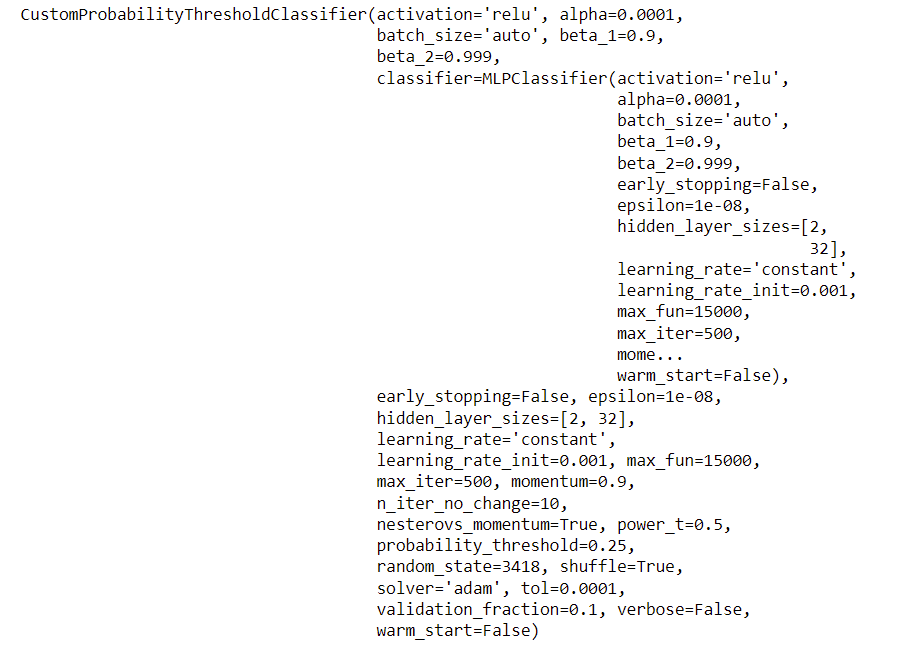 CustomProbabilityThresholdClassifier(activation='relu', alpha=0.0001,
batch_size='auto', beta_1=0.9,
beta_2=0.999,
classifier=MLPClassifier(activation='relu',
alpha=0.0001,
batch_size='auto',
beta_1=0.9,
beta_2=0.999,
early_stopping=False,
epsilon=1e-08,
hidden_layer_sizes=[2,
32],
learning_rate='constant',
learning_rate_init=0.001,
max_fun=15000,
max_iter=500,
mome...
warm_start=False),
early_stopping=False, epsilon=1e-08,
hidden_layer_sizes=[2, 32],
learning_rate='constant',
learning_rate_init=0.001, max_fun=15000,
max_iter=500, momentum=0.9,
n_iter_no_change=10,
nesterovs_momentum=True, power_t=0.5,
probability_threshold=0.25,
random_state=3418, shuffle=True,
solver='adam', tol=0.0001,
validation_fraction=0.1, verbose=False,
warm_start=False)